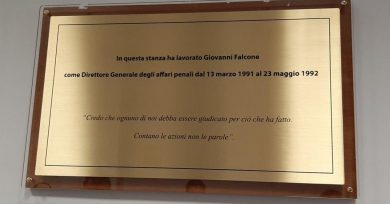 In questa stanza ha lavorato Giovanni Falcone
come Direttore Generale degli affari penali dal 13 marzo 1991 al 23 maggio 1992
"Credo che ognuno di noi debba essere giudicato per ciò che ha fatto.
Contano le azioni non le parole".